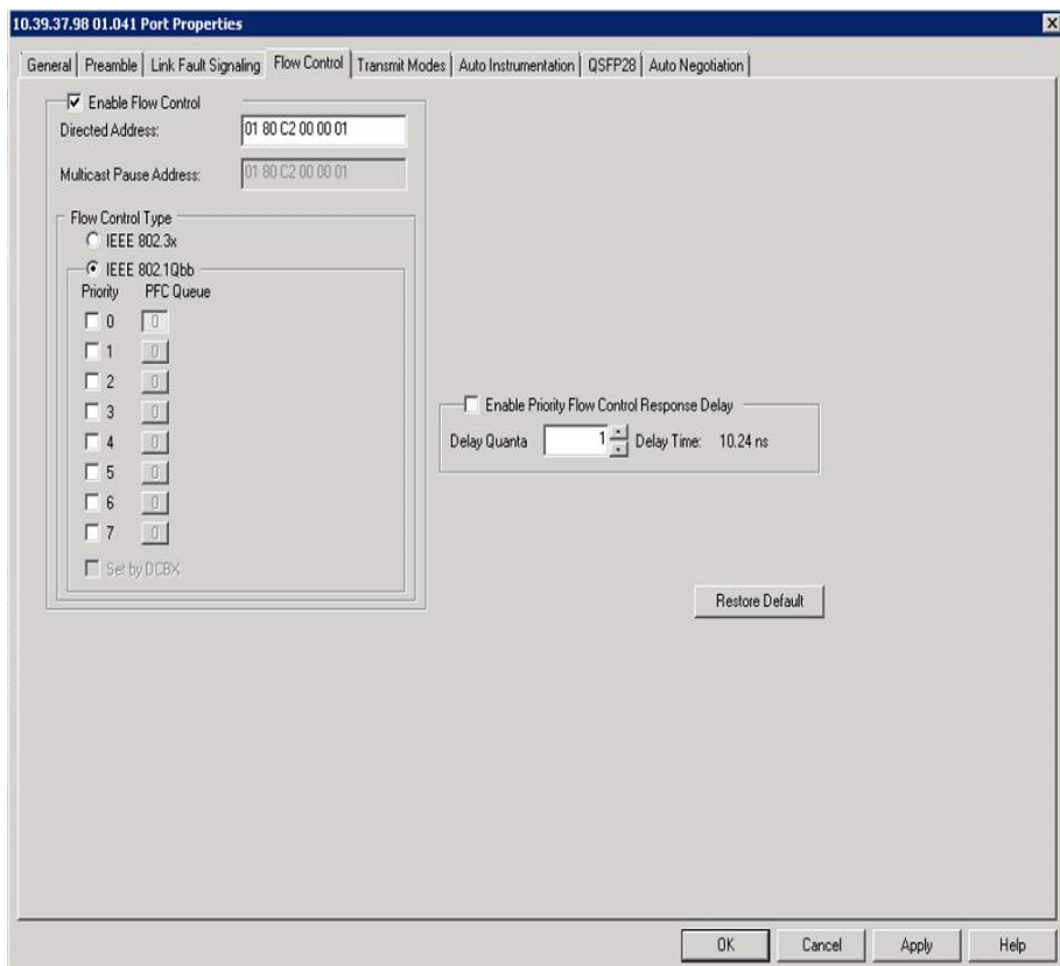 10.39.37.98 01.041 Port Properties
General Preamble Link Fault Signaling Flow Control Transmit Modes Auto Instrumentation QSFP28 Auto Negotiation
Enable Flow Control
Directed Address: 01 80 C2 00 00 01
Multicast Pause Address: 01 80 C2 00 00 01
Flow Control Type
IEEE 802.3x
IEEE 802.1Qbb
Priority PFC Queue
0 0
1 0
2 0
3 0
4 0
5 0
6 0
7 0
Set by DCBX
Enable Priority Flow Control Response Delay
Delay Quanta 1 Delay Time: 10.24 ns
Restore Default
OK Cancel Apply Help